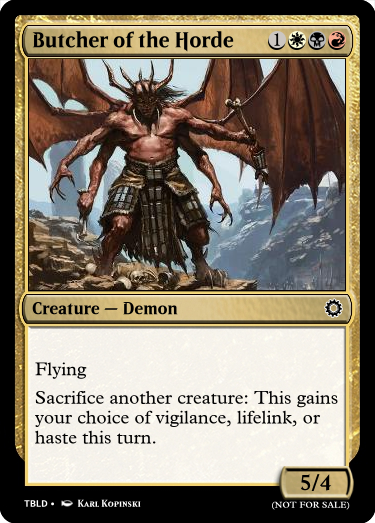 Butcher of the Horde 1
Creature — Demon
Flying
Sacrifice another creature: This gains
your choice of vigilance, lifelink, or
haste this turn.
5/4
TBLD • Karl Kopinski
(NOT FOR SALE)